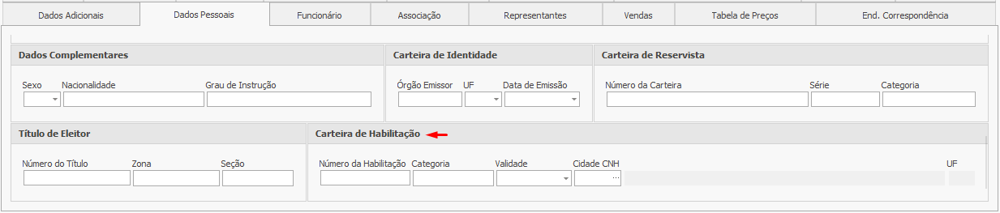 Dados Adicionais Dados Pessoais Funcionário Associação Representantes Vendas Tabela de Preços End. Correspondência
Dados Complementares Carteira de Identidade Carteira de Reservista
Sexo Nacionalidade Grau de Instrução Órgão Emissor UF Data de Emissão Número da Carteira Série Categoria
Título de Eleitor Carteira de Habilitação
Número do Título Zona Seção Número da Habilitação Categoria Validade Cidade CNH UF
...